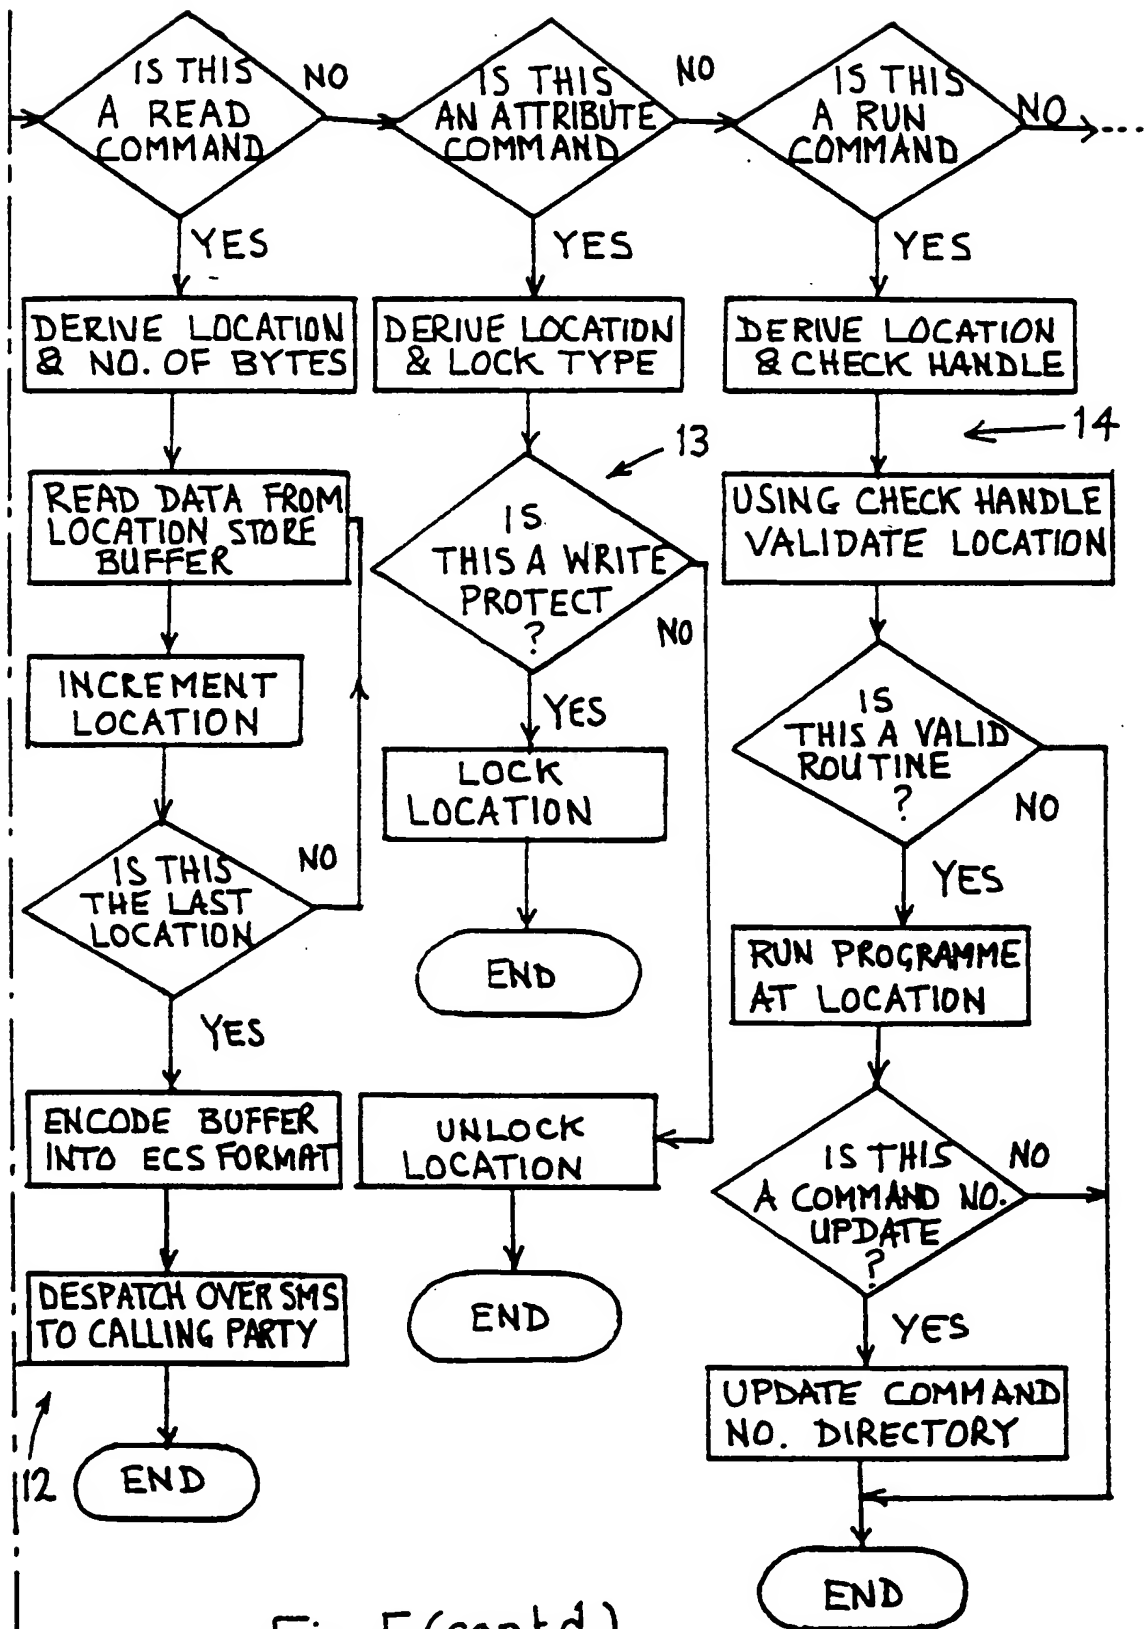 IS THIS
A READ
COMMAND
NO
IS THIS
AN ATTRIBUTE
COMMAND
NO
IS THIS
A RUN
COMMAND
NO
YES
YES
YES
DERIVE LOCATION
& NO. OF BYTES
DERIVE LOCATION
& LOCK TYPE
DERIVE LOCATION
& CHECK HANDLE
13
14
READ DATA FROM
LOCATION STORE
BUFFER
IS
THIS A WRITE
PROTECT
?
NO
USING CHECK HANDLE
VALIDATE LOCATION
INCREMENT
LOCATION
YES
IS
THIS A VALID
ROUTINE
?
NO
LOCK
LOCATION
IS THIS
THE LAST
LOCATION
NO
YES
END
RUN PROGRAMME
AT LOCATION
YES
ENCODE BUFFER
INTO ECS FORMAT
UNLOCK
LOCATION
IS THIS
A COMMAND NO.
UPDATE
?
NO
DESPATCH OVER SMS
TO CALLING PARTY
END
YES
UPDATE COMMAND
NO. DIRECTORY
12
END
END
Fig. 5 (cont'd)